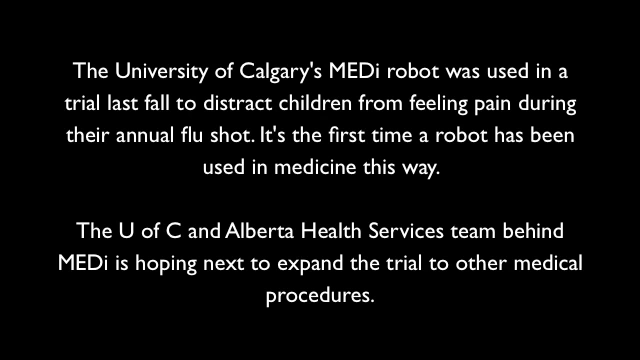 The University of Calgary's MEDi robot was used in a
trial last fall to distract children from feeling pain during
their annual flu shot. It's the first time a robot has been
used in medicine this way.
The U of C and Alberta Health Services team behind
MEDi is hoping next to expand the trial to other medical
procedures.